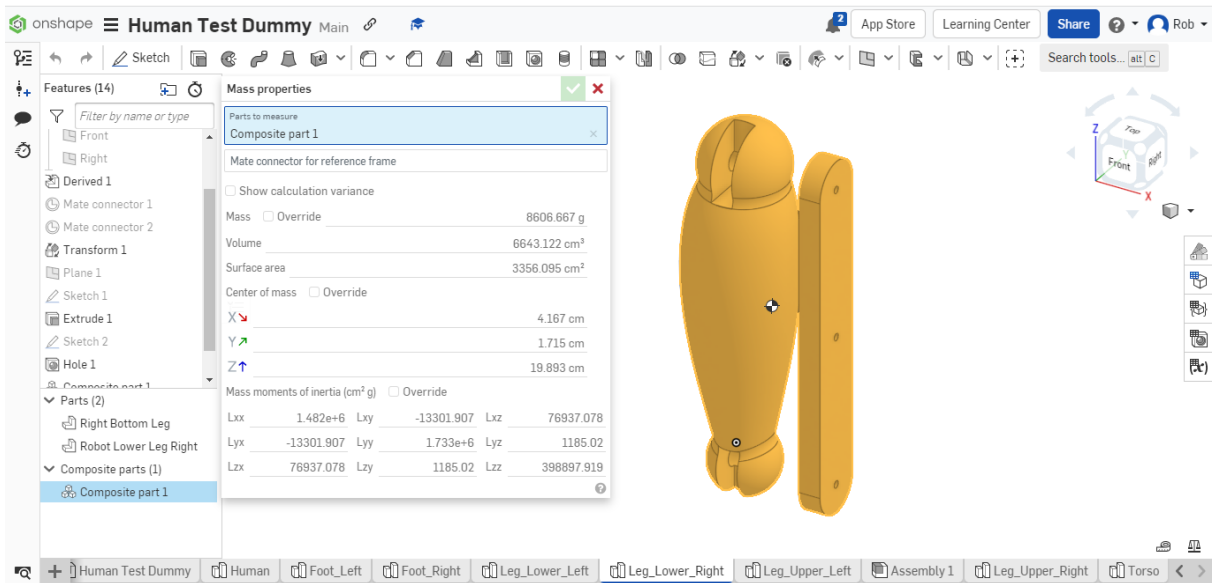 onshape Human Test Dummy Main 2 App Store Learning Center Share Rob
Sketch Search tools... alt C
Features (14)
Filter by name or type
Front
Right
Derived 1
Mate connector 1
Mate connector 2
Transform 1
Plane 1
Sketch 1
Extrude 1
Sketch 2
Hole 1
Composite part 1
Parts (2)
Right Bottom Leg
Robot Lower Leg Right
Composite parts (1)
Composite part 1
Mass properties
Parts to measure
Composite part 1
Mate connector for reference frame
Show calculation variance
Mass Override 8606.667 g
Volume 6643.122 cm³
Surface area 3356.095 cm²
Center of mass Override
X 4.167 cm
Y 1.715 cm
Z 19.893 cm
Mass moments of inertia (cm² g) Override
Lxx 1.482e+6 Lxy -13301.907 Lxz 76937.078
Lyx -13301.907 Lyy 1.733e+6 Lyz 1185.02
Lzx 76937.078 Lzy 1185.02 Lzz 398897.919
Z
Top
Y
Front
Right
X
(x)
Human Test Dummy Human Foot_Left Foot_Right Leg_Lower_Left Leg_Lower_Right Leg_Upper_Left Assembly 1 Leg_Upper_Right Torso